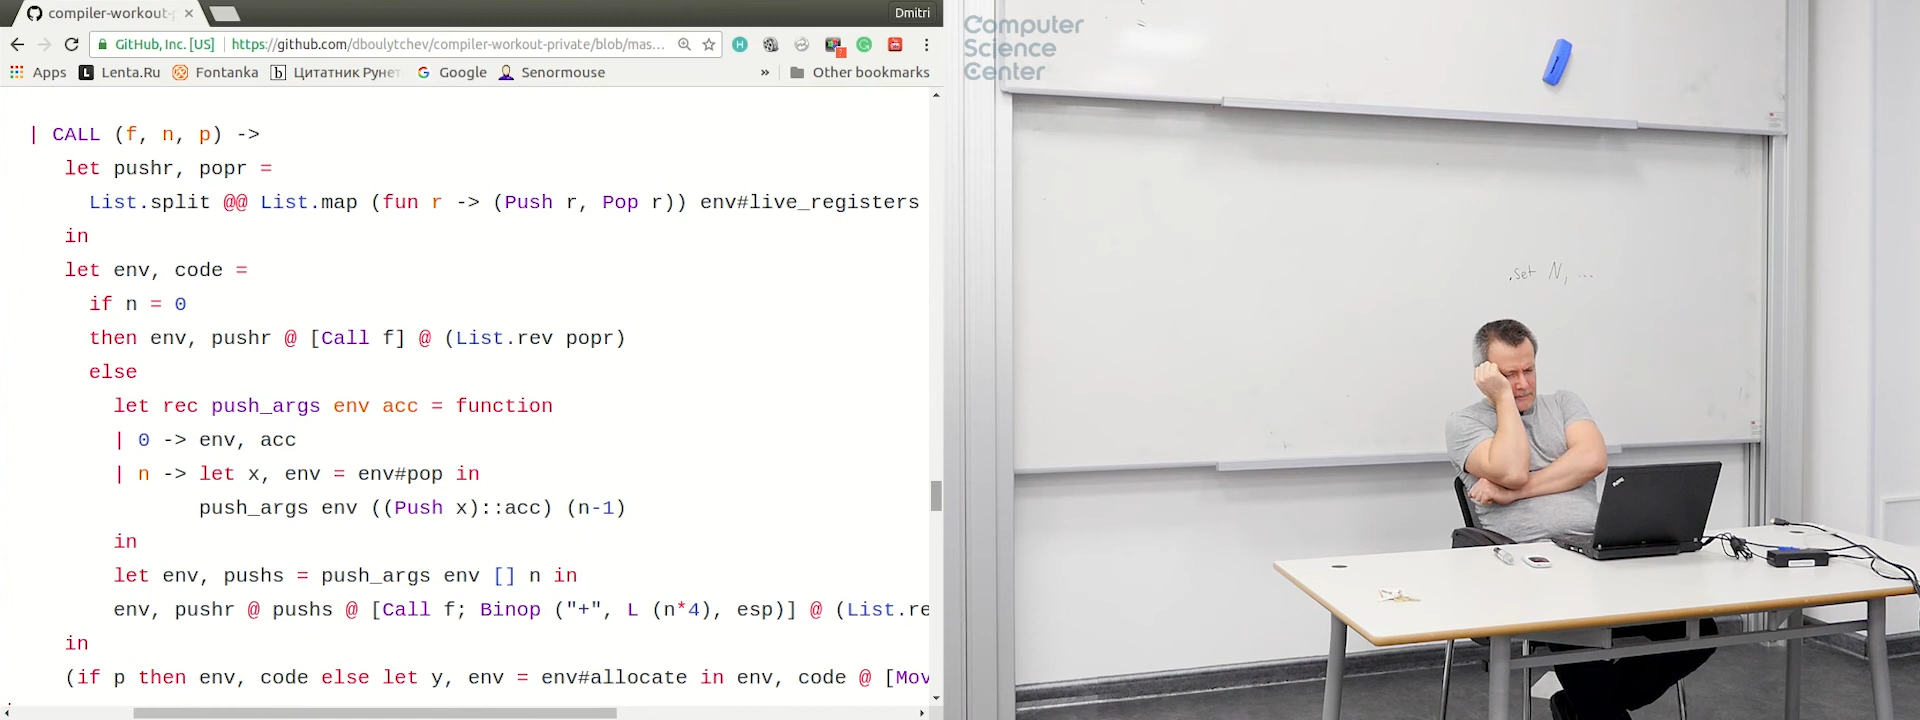 compiler-workout-p
Dmitri
GitHub, Inc. [US]
https://github.com/dboulytchev/compiler-workout-private/blob/mas...
Apps
Lenta.Ru
Fontanka
Цитатник Рунет
Google
Senormouse
»
Other bookmarks
| CALL (f, n, p) ->
let pushr, popr =
List.split @@ List.map (fun r -> (Push r, Pop r)) env#live_registers
in
let env, code =
if n = 0
then env, pushr @ [Call f] @ (List.rev popr)
else
let rec push_args env acc = function
| 0 -> env, acc
| n -> let x, env = env#pop in
push_args env ((Push x)::acc) (n-1)
in
let env, pushs = push_args env [] n in
env, pushr @ pushs @ [Call f; Binop ("+", L (n*4), esp)] @ (List.re
in
(if p then env, code else let y, env = env#allocate in env, code @ [Mov
Computer
Science
Center
.set N, ...